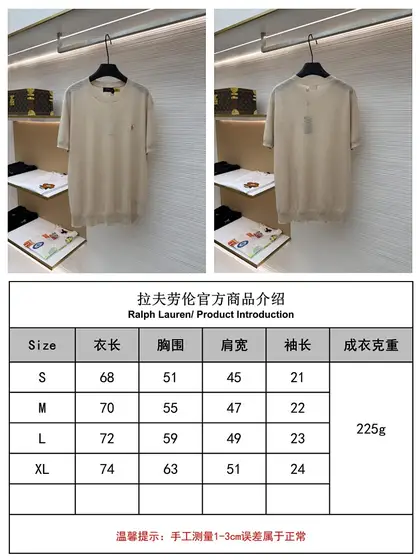 拉夫劳伦官方商品介绍
Ralph Lauren/ Product Introduction
Size 衣长 胸围 肩宽 袖长 成衣克重
S 68 51 45 21
M 70 55 47 22
L 72 59 49 23
XL 74 63 51 24
225g
温馨提示：手工测量1-3cm误差属于正常